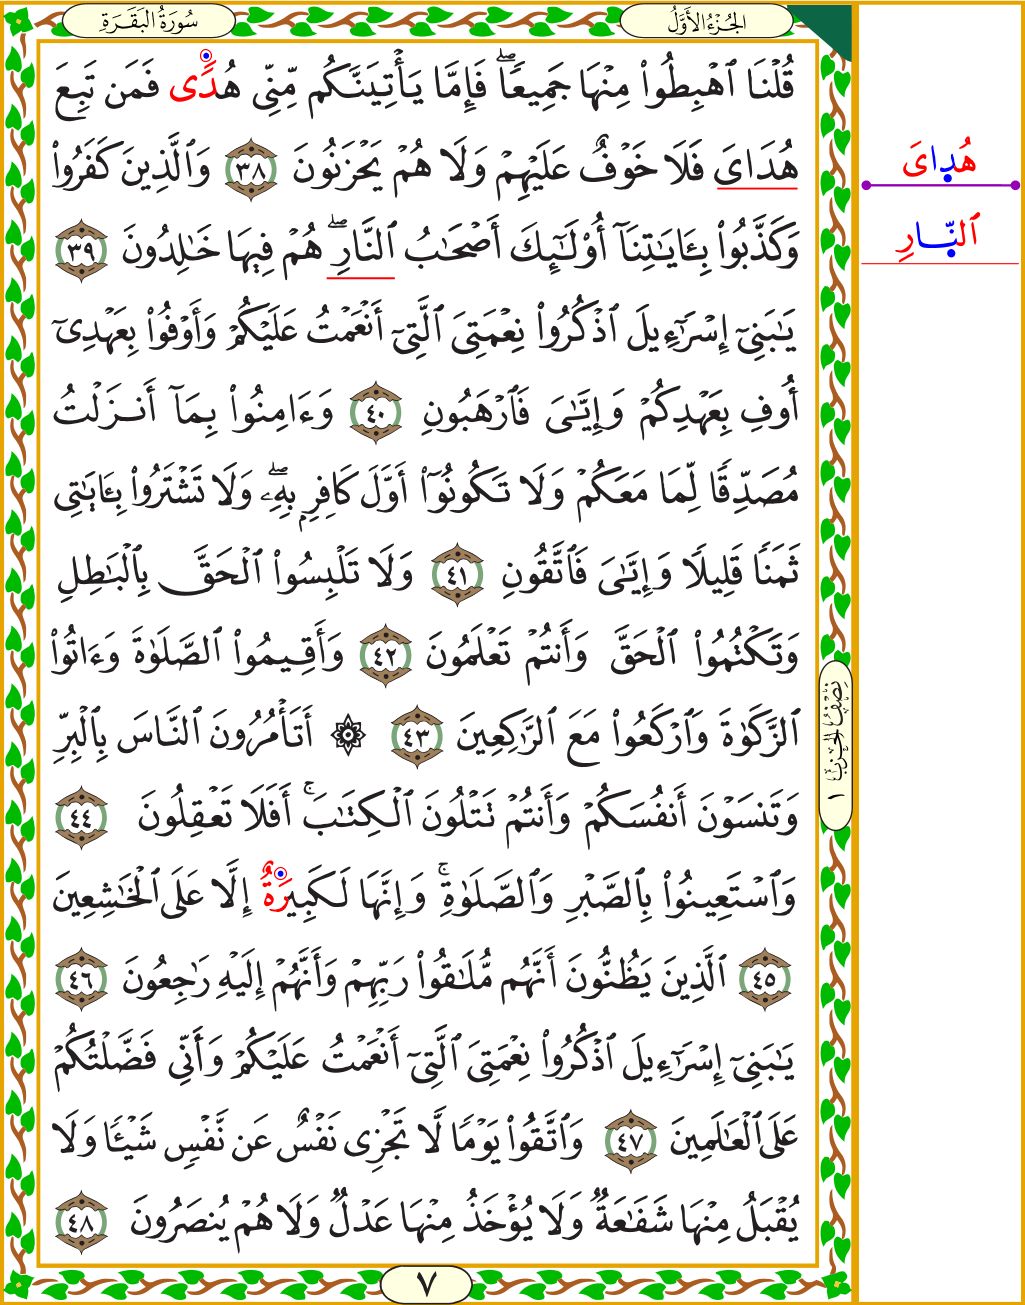 سُورَةُ البَقَرَةِ
الجُزْءُ الأَوَّلُ
قُلْنَا ٱهْبِطُوا۟ مِنْهَا جَمِيعًاۖ فَإِمَّا يَأْتِيَنَّكُم مِّنِّى هُدًى فَمَن تَبِعَ
هُدَاىَ فَلَا خَوْفٌ عَلَيْهِمْ وَلَا هُمْ يَحْزَنُونَ ٣٨ وَٱلَّذِينَ كَفَرُوا۟
وَكَذَّبُوا۟ بِـَٔايَـٰتِنَآ أُو۟لَـٰٓئِكَ أَصْحَـٰبُ ٱلنَّارِۖ هُمْ فِيهَا خَـٰلِدُونَ ٣٩
يَـٰبَنِىٓ إِسْرَٰٓءِيلَ ٱذْكُرُوا۟ نِعْمَتِىَ ٱلَّتِىٓ أَنْعَمْتُ عَلَيْكُمْ وَأَوْفُوا۟ بِعَهْدِىٓ
أُوفِ بِعَهْدِكُمْ وَإِيَّـٰىَ فَٱرْهَبُونِ ٤٠ وَءَامِنُوا۟ بِمَآ أَنزَلْتُ
مُصَدِّقًا لِّمَا مَعَكُمْ وَلَا تَكُونُوٓا۟ أَوَّلَ كَافِرٍۭ بِهِۦۖ وَلَا تَشْتَرُوا۟ بِـَٔايَـٰتِى
ثَمَنًا قَلِيلًا وَإِيَّـٰىَ فَٱتَّقُونِ ٤١ وَلَا تَلْبِسُوا۟ ٱلْحَقَّ بِٱلْبَـٰطِلِ
وَتَكْتُمُوا۟ ٱلْحَقَّ وَأَنتُمْ تَعْلَمُونَ ٤٢ وَأَقِيمُوا۟ ٱلصَّلَوٰةَ وَءَاتُوا۟
ٱلزَّكَوٰةَ وَٱرْكَعُوا۟ مَعَ ٱلرَّٰكِعِينَ ٤٣ ۞ أَتَأْمُرُونَ ٱلنَّاسَ بِٱلْبِرِّ
وَتَنسَوْنَ أَنفُسَكُمْ وَأَنتُمْ تَتْلُونَ ٱلْكِتَـٰبَۚ أَفَلَا تَعْقِلُونَ ٤٤
وَٱسْتَعِينُوا۟ بِٱلصَّبْرِ وَٱلصَّلَوٰةِۚ وَإِنَّهَا لَكَبِيرَةٌ إِلَّا عَلَى ٱلْخَـٰشِعِينَ
٤٥ ٱلَّذِينَ يَظُنُّونَ أَنَّهُم مُّلَـٰقُوا۟ رَبِّهِمْ وَأَنَّهُمْ إِلَيْهِ رَٰجِعُونَ ٤٦
يَـٰبَنِىٓ إِسْرَٰٓءِيلَ ٱذْكُرُوا۟ نِعْمَتِىَ ٱلَّتِىٓ أَنْعَمْتُ عَلَيْكُمْ وَأَنِّى فَضَّلْتُكُمْ
عَلَى ٱلْعَـٰلَمِينَ ٤٧ وَٱتَّقُوا۟ يَوْمًا لَّا تَجْزِى نَفْسٌ عَن نَّفْسٍ شَيْـًٔا وَلَا
يُقْبَلُ مِنْهَا شَفَـٰعَةٌ وَلَا يُؤْخَذُ مِنْهَا عَدْلٌ وَلَا هُمْ يُنصَرُونَ ٤٨
هُدِاىَ
ٱلنِّارِ
نِصْفُ الحِزْبِ ١
٧